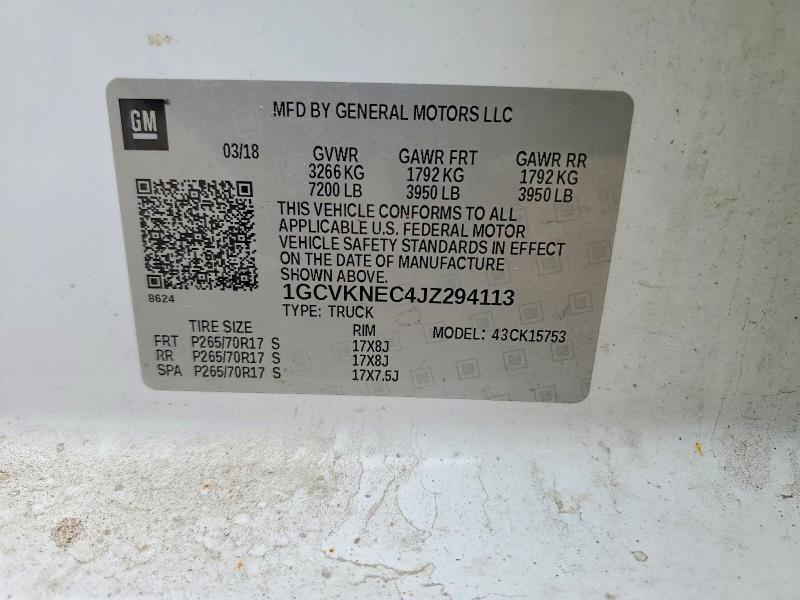 GM
MFD BY GENERAL MOTORS LLC
03/18 GVWR GAWR FRT GAWR RR
3266 KG 1792 KG 1792 KG
7200 LB 3950 LB 3950 LB
THIS VEHICLE CONFORMS TO ALL
APPLICABLE U.S. FEDERAL MOTOR
VEHICLE SAFETY STANDARDS IN EFFECT
ON THE DATE OF MANUFACTURE
SHOWN ABOVE.
8624
1GCVKNEC4JZ294113
TYPE: TRUCK
TIRE SIZE RIM MODEL: 43CK15753
FRT P265/70R17 S 17X8J
RR P265/70R17 S 17X8J
SPA P265/70R17 S 17X7.5J